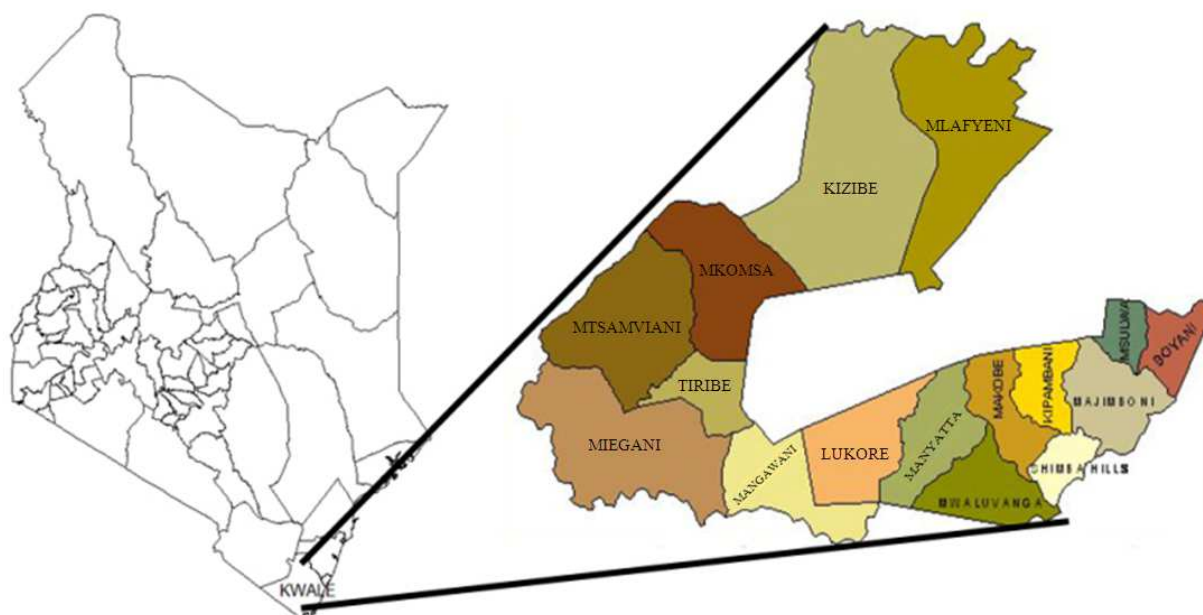 MLAFYENI
KIZIBE
MKOMSA
MTSAMVIANI
TIRIBE
MIEGANI
MANGAWANI
LUKORE
MANYATTA
MAKOBE
KIPAMBANI
MSULWA
BOYANI
MAJIMBONI
SHIMBA HILLS
MWALUVANGA
KWALE